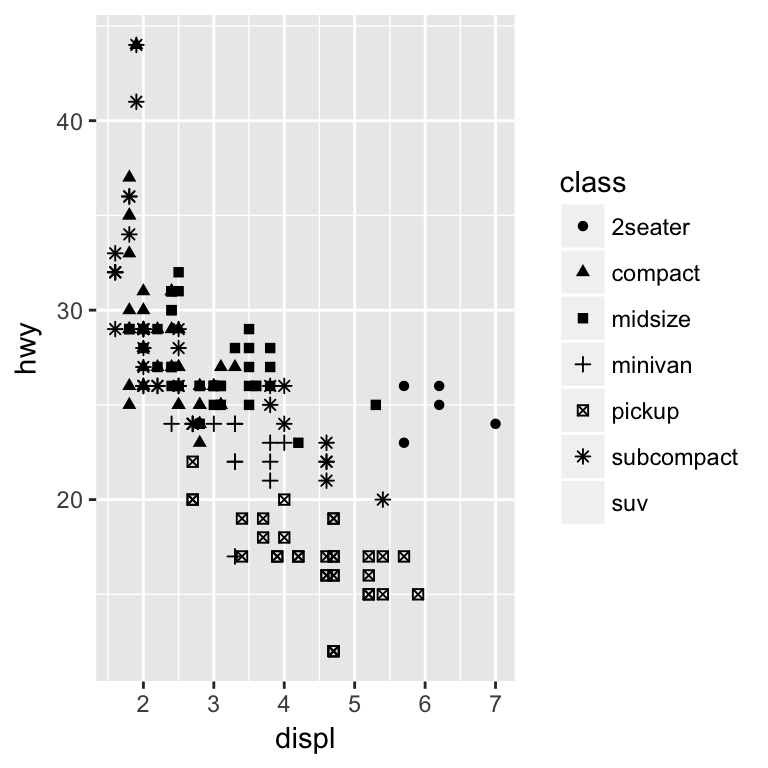 40
30
20
hwy
2 3 4 5 6 7
displ
class
2seater
compact
midsize
minivan
pickup
subcompact
suv